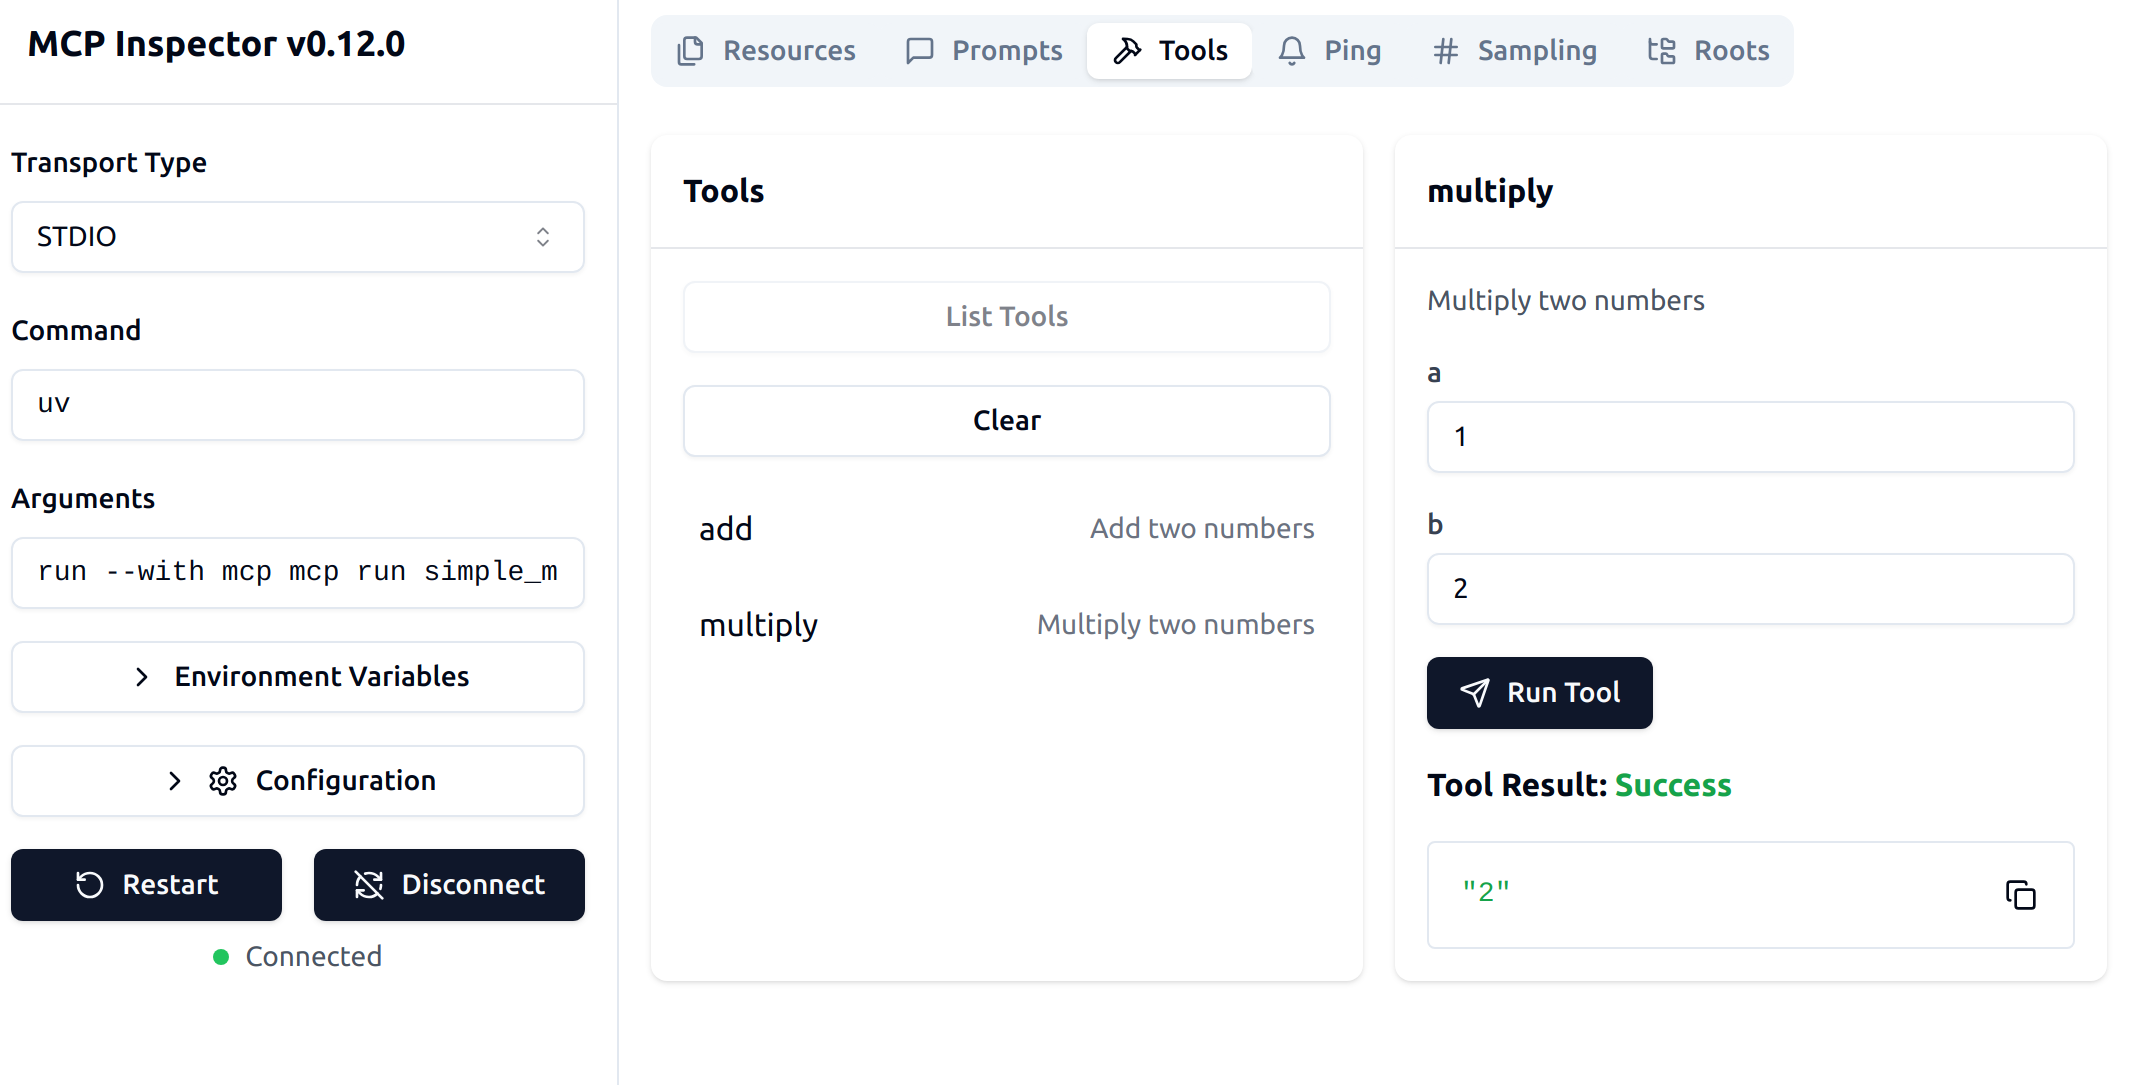 MCP Inspector v0.12.0
Transport Type
STDIO
Command
uv
Arguments
run --with mcp mcp run simple_m
Environment Variables
Configuration
Restart
Disconnect
Connected
Resources
Prompts
Tools
Ping
Sampling
Roots
Tools
List Tools
Clear
add Add two numbers
multiply Multiply two numbers
multiply
Multiply two numbers
a
1
b
2
Run Tool
Tool Result: Success
"2"